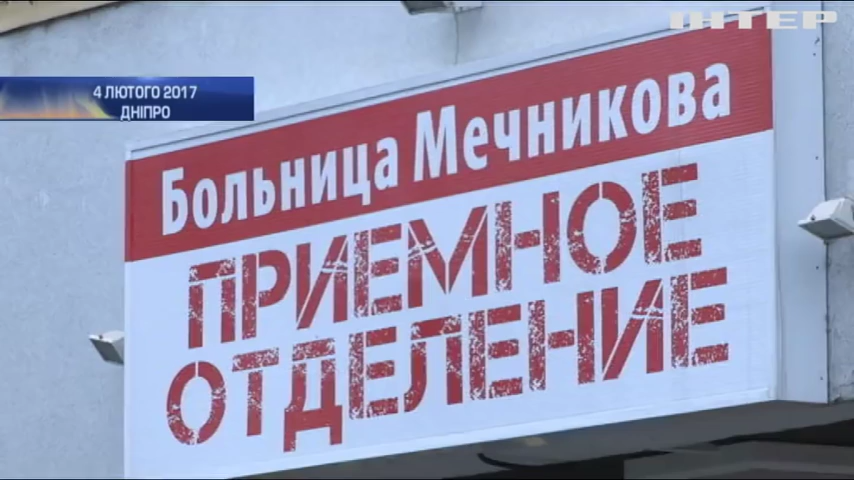 ІНТЕР
4 ЛЮТОГО 2017
ДНІПРО
Больница Мечникова
ПРИЕМНОЕ
ОТДЕЛЕНИЕ